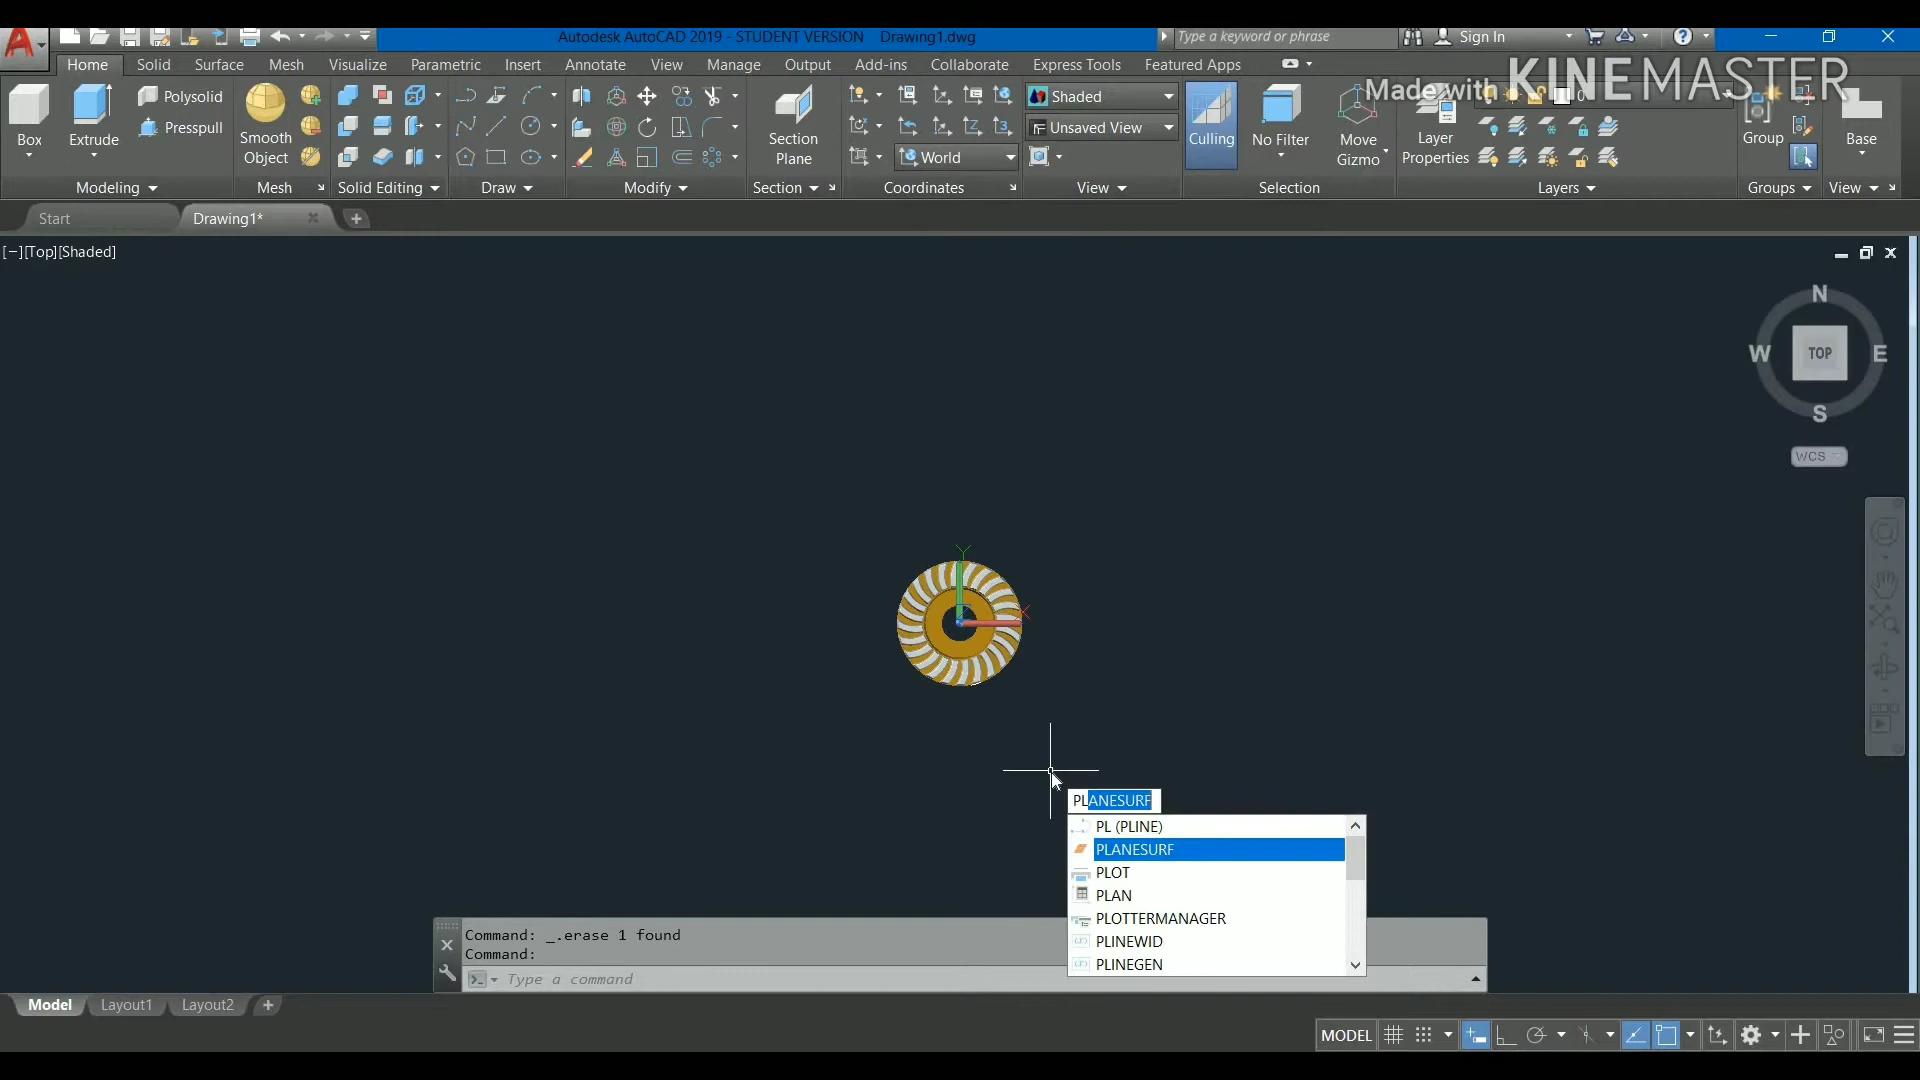 Autodesk AutoCAD 2019 - STUDENT VERSION Drawing1.dwg
Type a keyword or phrase
Sign In
Home Solid Surface Mesh Visualize Parametric Insert Annotate View Manage Output Add-ins Collaborate Express Tools Featured Apps
Made with KINEMASTER
Box
Extrude
Polysolid
Presspull
Smooth
Object
Section
Plane
World
Shaded
Unsaved View
Culling
No Filter
Move
Gizmo
Layer
Properties
0
Group
Base
Modeling
Mesh
Solid Editing
Draw
Modify
Section
Coordinates
View
Selection
Layers
Groups
View
Start
Drawing1*
[−][Top][Shaded]
N
W
TOP
E
S
WCS
Y
X
PLANESURF
PL (PLINE)
PLANESURF
PLOT
PLAN
PLOTTERMANAGER
PLINEWID
PLINEGEN
Command: _.erase 1 found
Command:
Type a command
Model Layout1 Layout2
MODEL